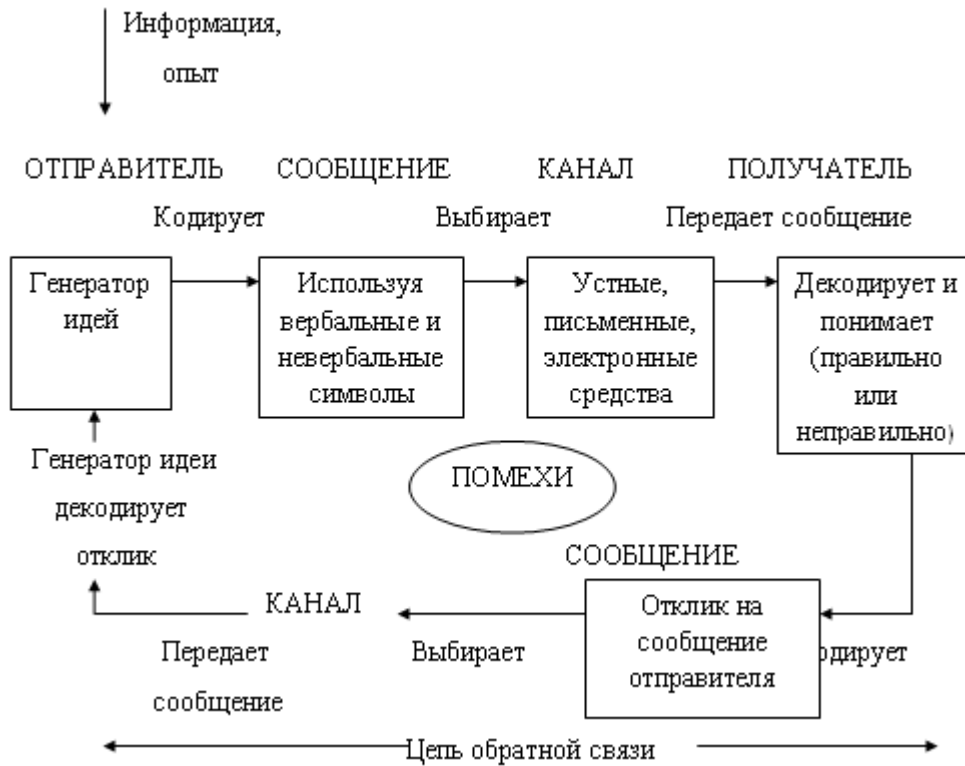 Информация,
опыт
ОТПРАВИТЕЛЬ СООБЩЕНИЕ КАНАЛ ПОЛУЧАТЕЛЬ
Кодирует Выбирает Передает сообщение
Генератор
идей
Используя
вербальные и
невербальные
символы
Устные,
письменные,
электронные
средства
Декодирует и
понимает
(правильно
или
неправильно)
Генератор идеи
декодирует
отклик
ПОМЕХИ
СООБЩЕНИЕ
Отклик на
сообщение
отправителя
КАНАЛ
Передает
сообщение
Выбирает
одирует
Цепь обратной связи